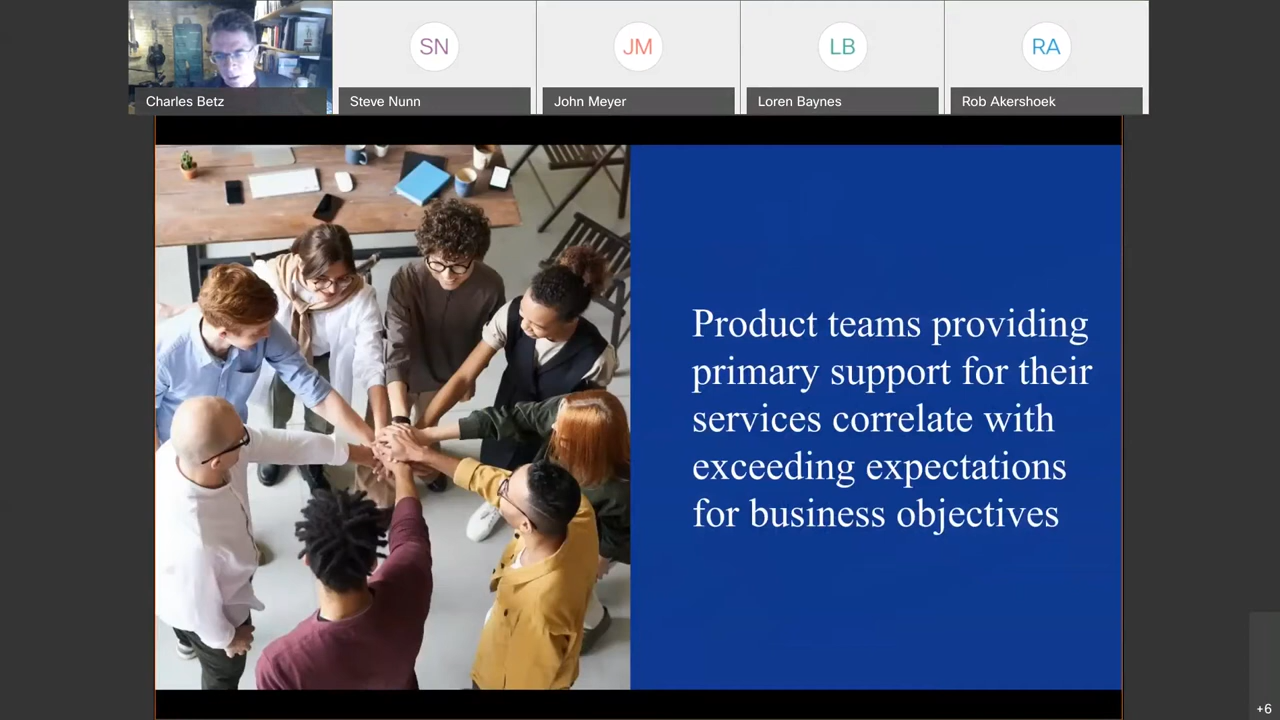 SN
JM
LB
RA
Charles Betz
Steve Nunn
John Meyer
Loren Baynes
Rob Akershoek
Product teams providing
primary support for their
services correlate with
exceeding expectations
for business objectives
+6